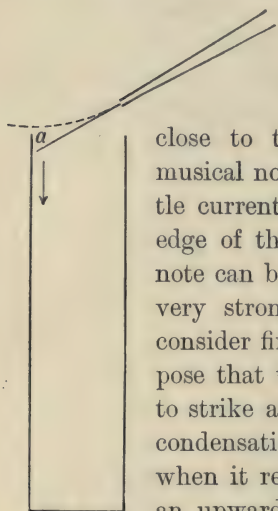 a
close to t
musical no
tle current
edge of th
note can b
very stron
consider fir
pose that t
to strike a
condensati
when it re
an upward